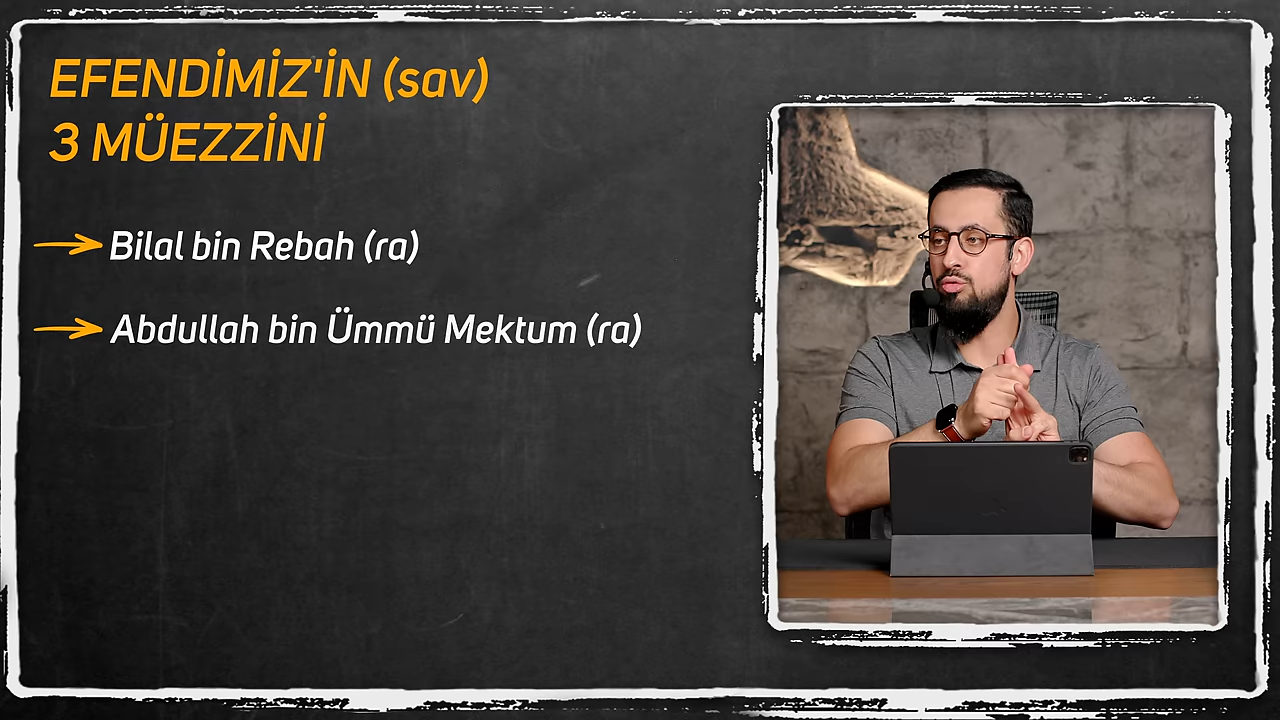 EFENDİMİZ'İN (sav)
3 MÜEZZİNİ
Bilal bin Rebah (ra)
Abdullah bin Ümmü Mektum (ra)